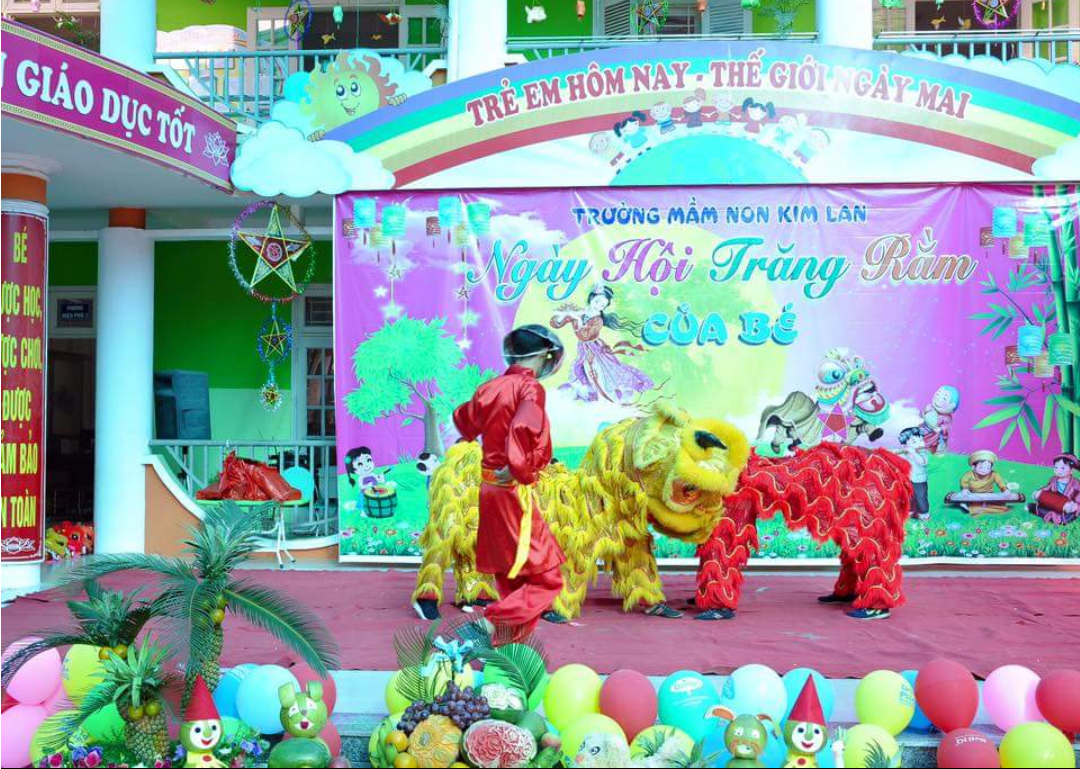 GIÁO DỤC TỐT
TRẺ EM HÔM NAY - THẾ GIỚI NGÀY MAI
TRƯỜNG MẦM NON KIM LAN
Ngày Hội Trăng Rằm
CỦA BÉ
BÉ
ƯỢC HỌC,
ƯỢC CHƠI,
ĐƯỢC
ẢM BẢO
N TOÀN